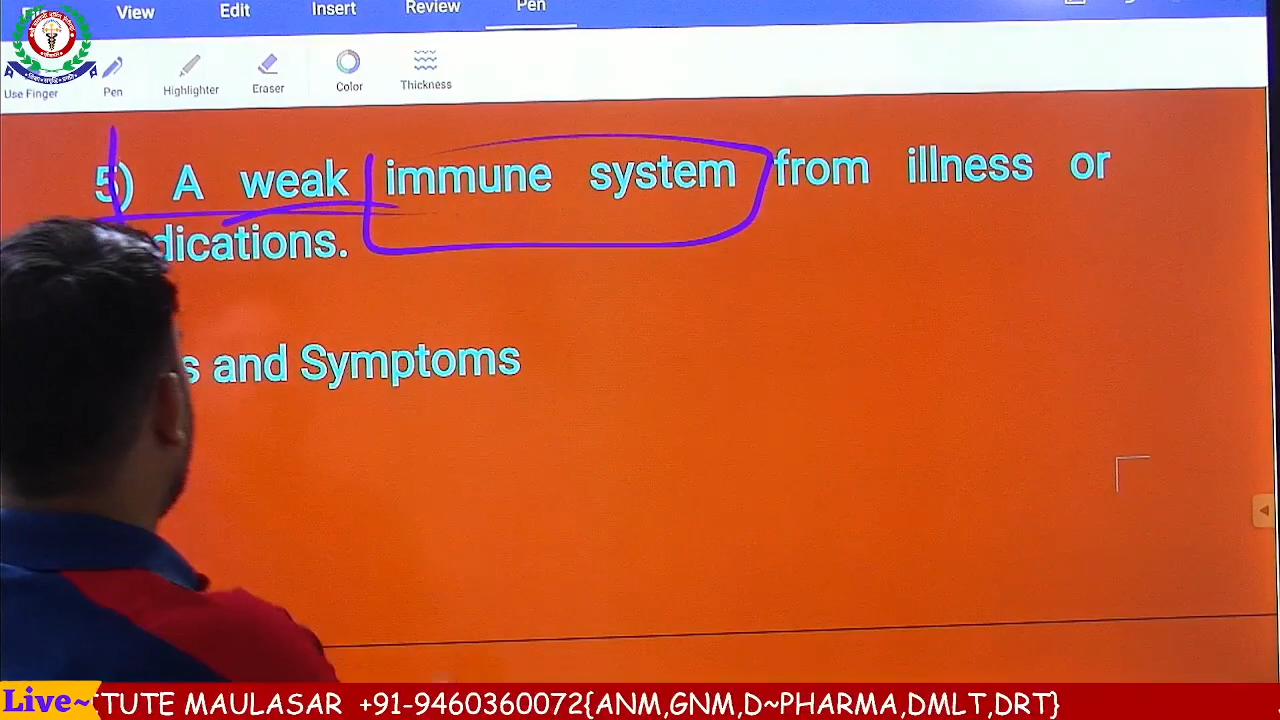 View Edit Insert Review Pen
Use Finger Pen Highlighter Eraser Color Thickness
5) A weak immune system from illness or
dications.
s and Symptoms
Live~ TUTE MAULASAR +91-9460360072{ANM,GNM,D~PHARMA,DMLT,DRT}